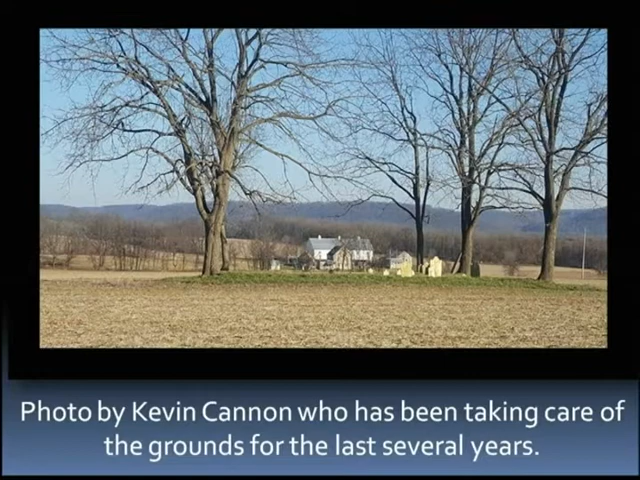 Photo by Kevin Cannon who has been taking care of
the grounds for the last several years.